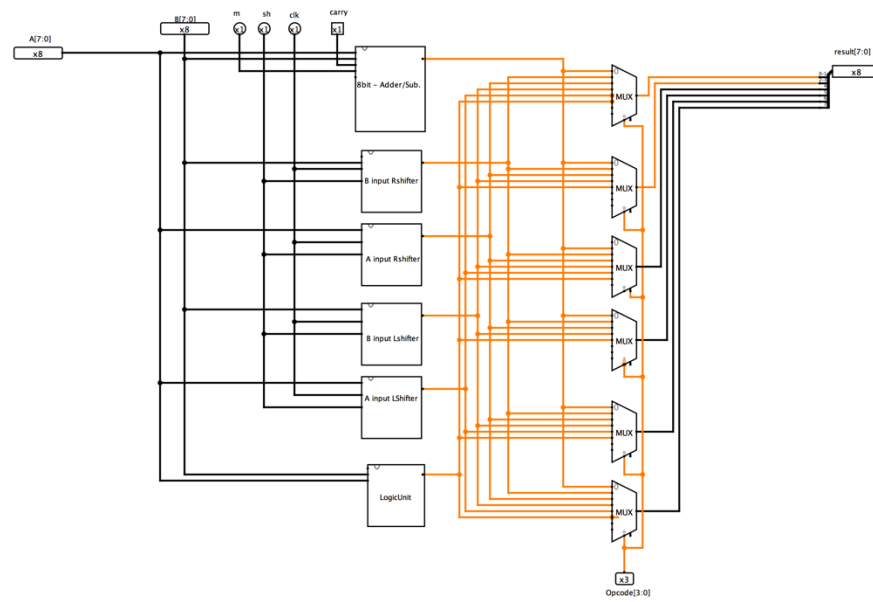 B[7:0]
m
sh
clk
carry
x8
x1
x1
x1
x1
A[7:0]
x8
result[7:0]
x8
8bit - Adder/Sub.
MUX
B input Rshifter
MUX
A input Rshifter
MUX
B input Lshifter
MUX
A input LShifter
MUX
LogicUnit
MUX
x3
Opcode[3:0]